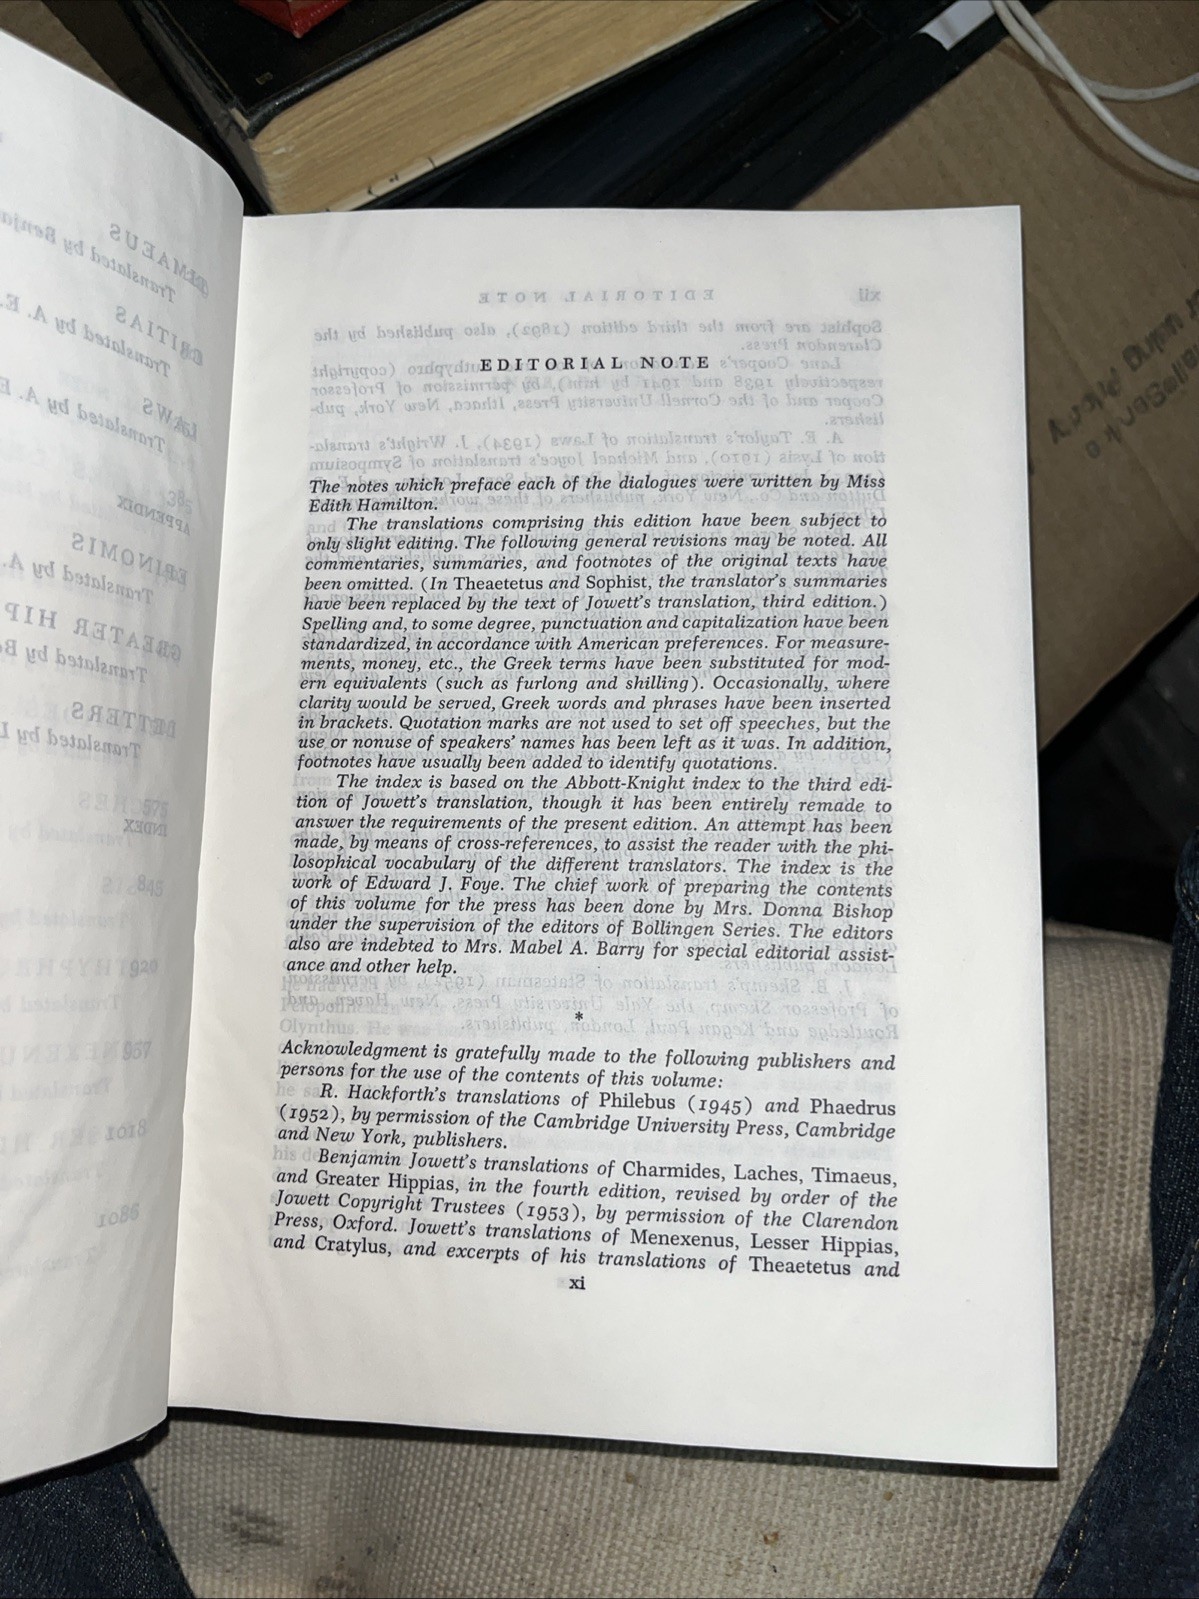 EDITORIAL NOTE
The notes which preface each of the dialogues were written by Miss
Edith Hamilton.
The translations comprising this edition have been subject to
only slight editing. The following general revisions may be noted. All
commentaries, summaries, and footnotes of the original texts have
been omitted. (In Theaetetus and Sophist, the translator's summaries
have been replaced by the text of Jowett's translation, third edition.)
Spelling and, to some degree, punctuation and capitalization have been
standardized, in accordance with American preferences. For measure-
ments, money, etc., the Greek terms have been substituted for mod-
ern equivalents (such as furlong and shilling). Occasionally, where
clarity would be served, Greek words and phrases have been inserted
in brackets. Quotation marks are not used to set off speeches, but the
use or nonuse of speakers' names has been left as it was. In addition,
footnotes have usually been added to identify quotations.
The index is based on the Abbott-Knight index to the third edi-
tion of Jowett's translation, though it has been entirely remade to
answer the requirements of the present edition. An attempt has been
made, by means of cross-references, to assist the reader with the phi-
losophical vocabulary of the different translators. The index is the
work of Edward J. Foye. The chief work of preparing the contents
of this volume for the press has been done by Mrs. Donna Bishop
under the supervision of the editors of Bollingen Series. The editors
also are indebted to Mrs. Mabel A. Barry for special editorial assist-
ance and other help.
*
Acknowledgment is gratefully made to the following publishers and
persons for the use of the contents of this volume:
R. Hackforth's translations of Philebus (1945) and Phaedrus
(1952), by permission of the Cambridge University Press, Cambridge
and New York, publishers.
Benjamin Jowett's translations of Charmides, Laches, Timaeus,
and Greater Hippias, in the fourth edition, revised by order of the
Jowett Copyright Trustees (1953), by permission of the Clarendon
Press, Oxford. Jowett's translations of Menexenus, Lesser Hippias,
and Cratylus, and excerpts of his translations of Theaetetus and
xi